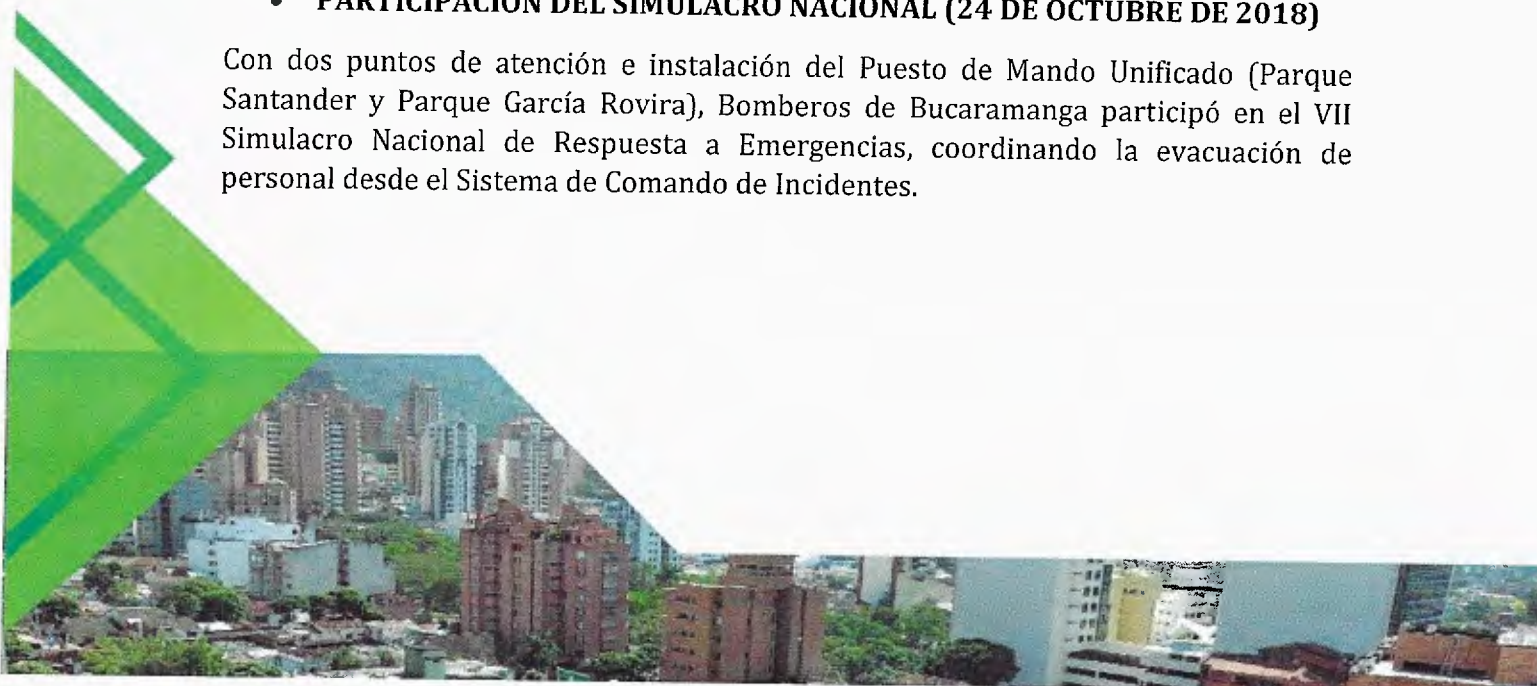 • PARTICIPACIÓN DEL SIMULACRO NACIONAL (24 DE OCTUBRE DE 2018)
Con dos puntos de atención e instalación del Puesto de Mando Unificado (Parque
Santander y Parque García Rovira), Bomberos de Bucaramanga participó en el VII
Simulacro Nacional de Respuesta a Emergencias, coordinando la evacuación de
personal desde el Sistema de Comando de Incidentes.